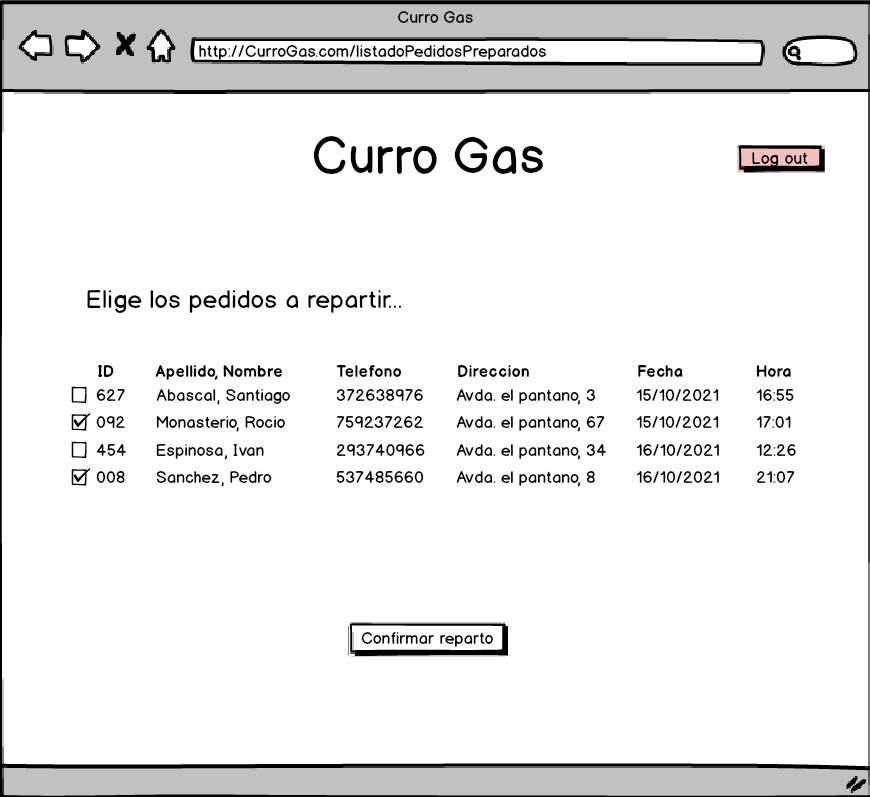 Curro Gas
http://CurroGas.com/listadoPedidosPreparados
Curro Gas
Log out
Elige los pedidos a repartir...
ID Apellido, Nombre Telefono Direccion Fecha Hora
627 Abascal, Santiago 372638976 Avda. el pantano, 3 15/10/2021 16:55
092 Monasterio, Rocio 759237262 Avda. el pantano, 67 15/10/2021 17:01
454 Espinosa, Ivan 293740966 Avda. el pantano, 34 16/10/2021 12:26
008 Sanchez, Pedro 537485660 Avda. el pantano, 8 16/10/2021 21:07
Confirmar reparto